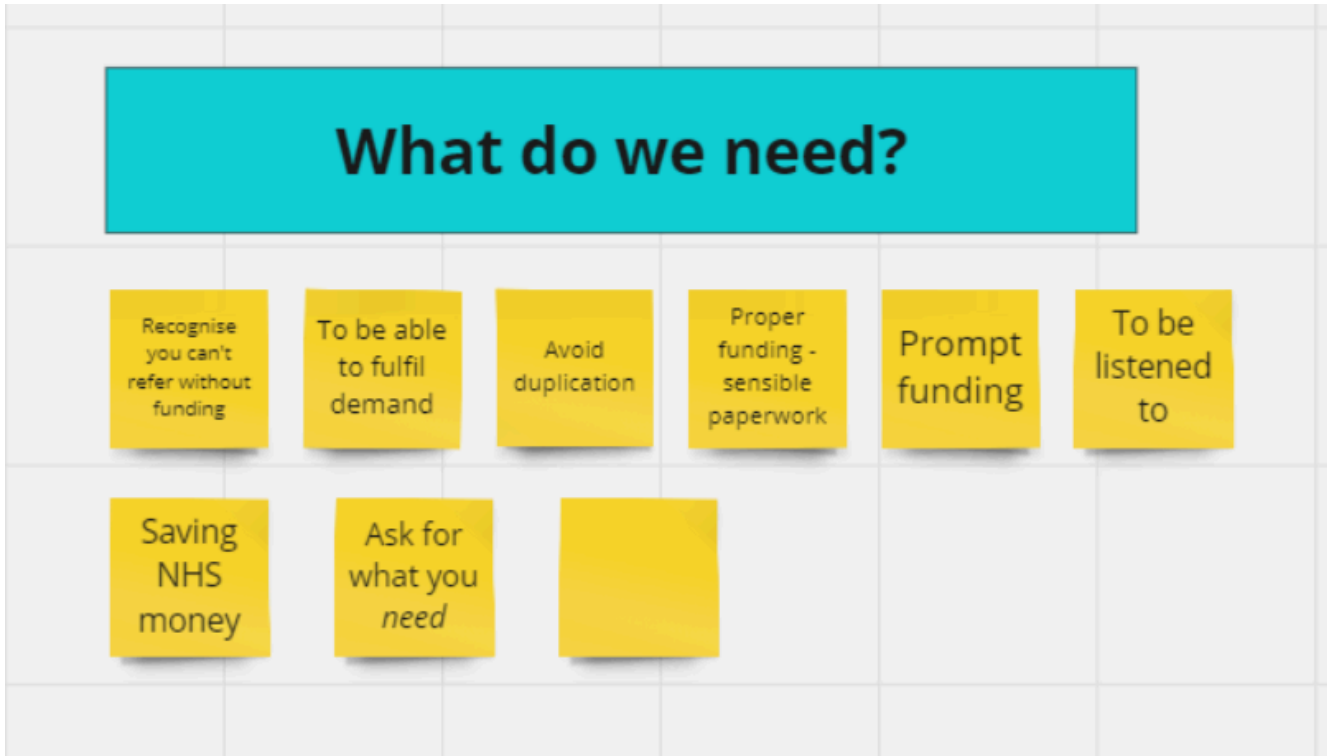 What do we need?
Recognise
you can't
refer without
funding
To be able
to fulfil
demand
Avoid
duplication
Proper
funding -
sensible
paperwork
Prompt
funding
To be
listened
to
Saving
NHS
money
Ask for
what you
need